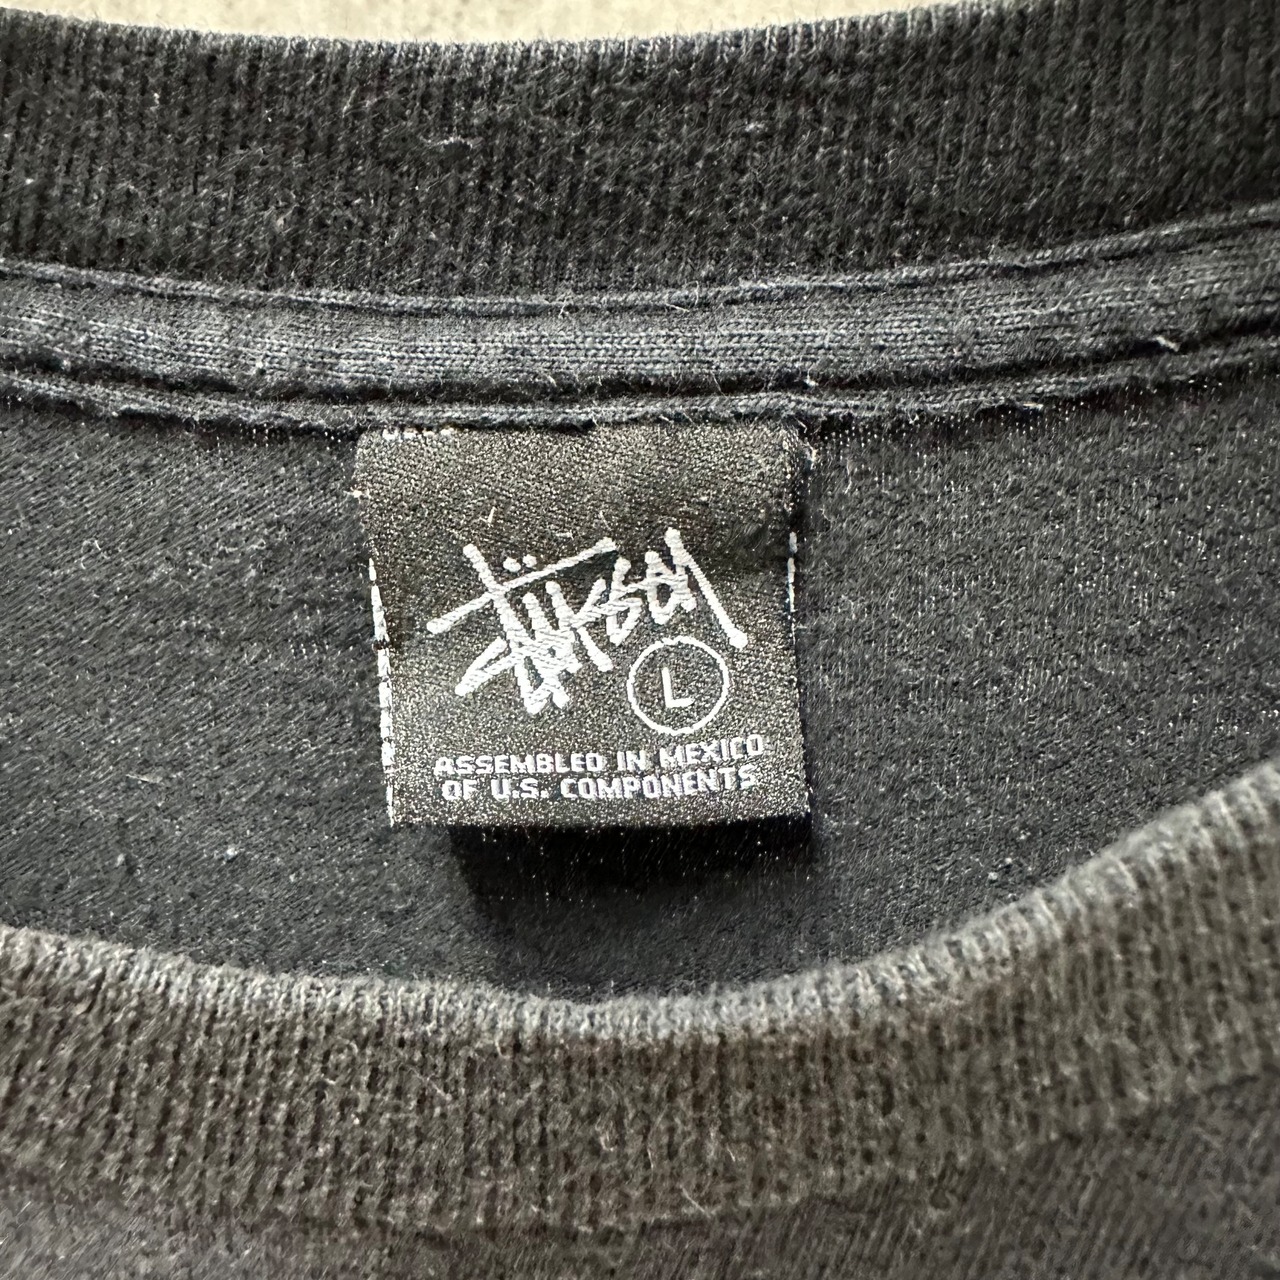 Stüssy
L
ASSEMBLED IN MEXICO
OF U.S. COMPONENTS